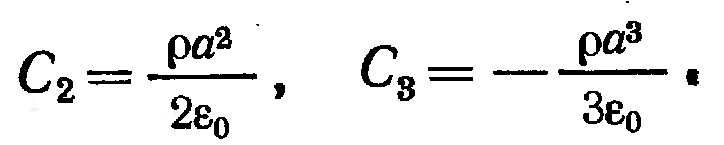 C₂ = ρa²/2ε₀, C₃ = −ρa³/3ε₀.